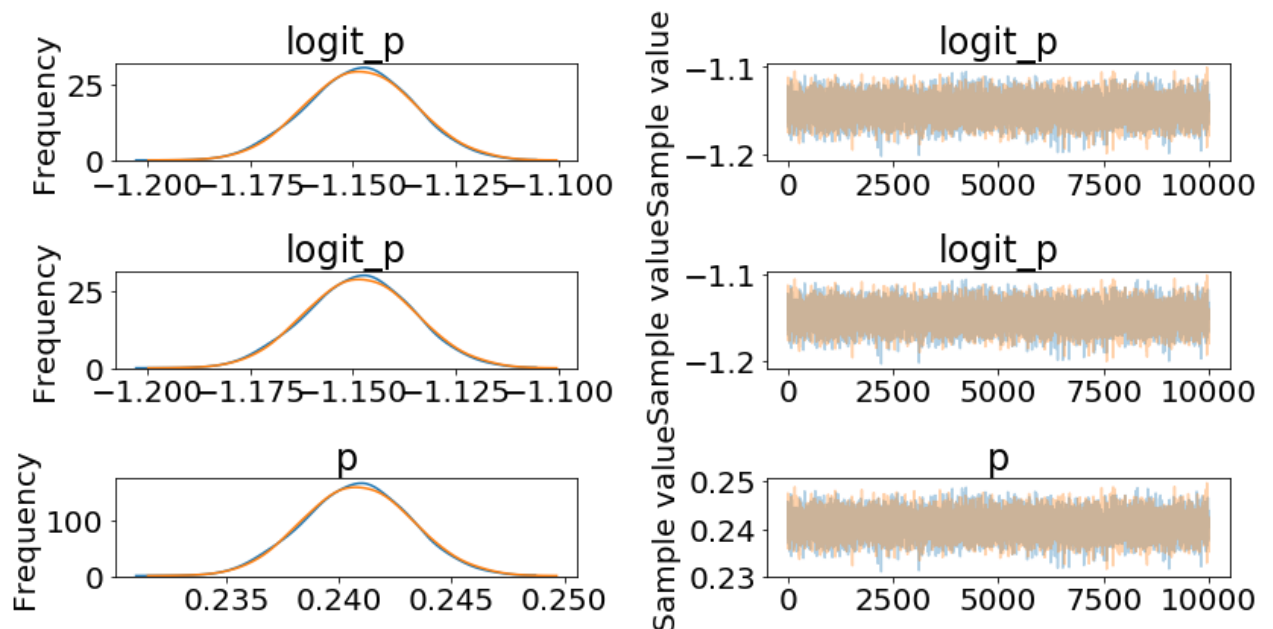 logit_p
Frequency
25
0
−1.200 −1.175 −1.150 −1.125 −1.100
logit_p
Sample value
−1.1
−1.2
0 2500 5000 7500 10000
logit_p
Frequency
25
0
−1.200 −1.175 −1.150 −1.125 −1.100
logit_p
Sample value
−1.1
−1.2
0 2500 5000 7500 10000
p
Frequency
100
0
0.235 0.240 0.245 0.250
p
Sample value
0.25
0.24
0.23
0 2500 5000 7500 10000